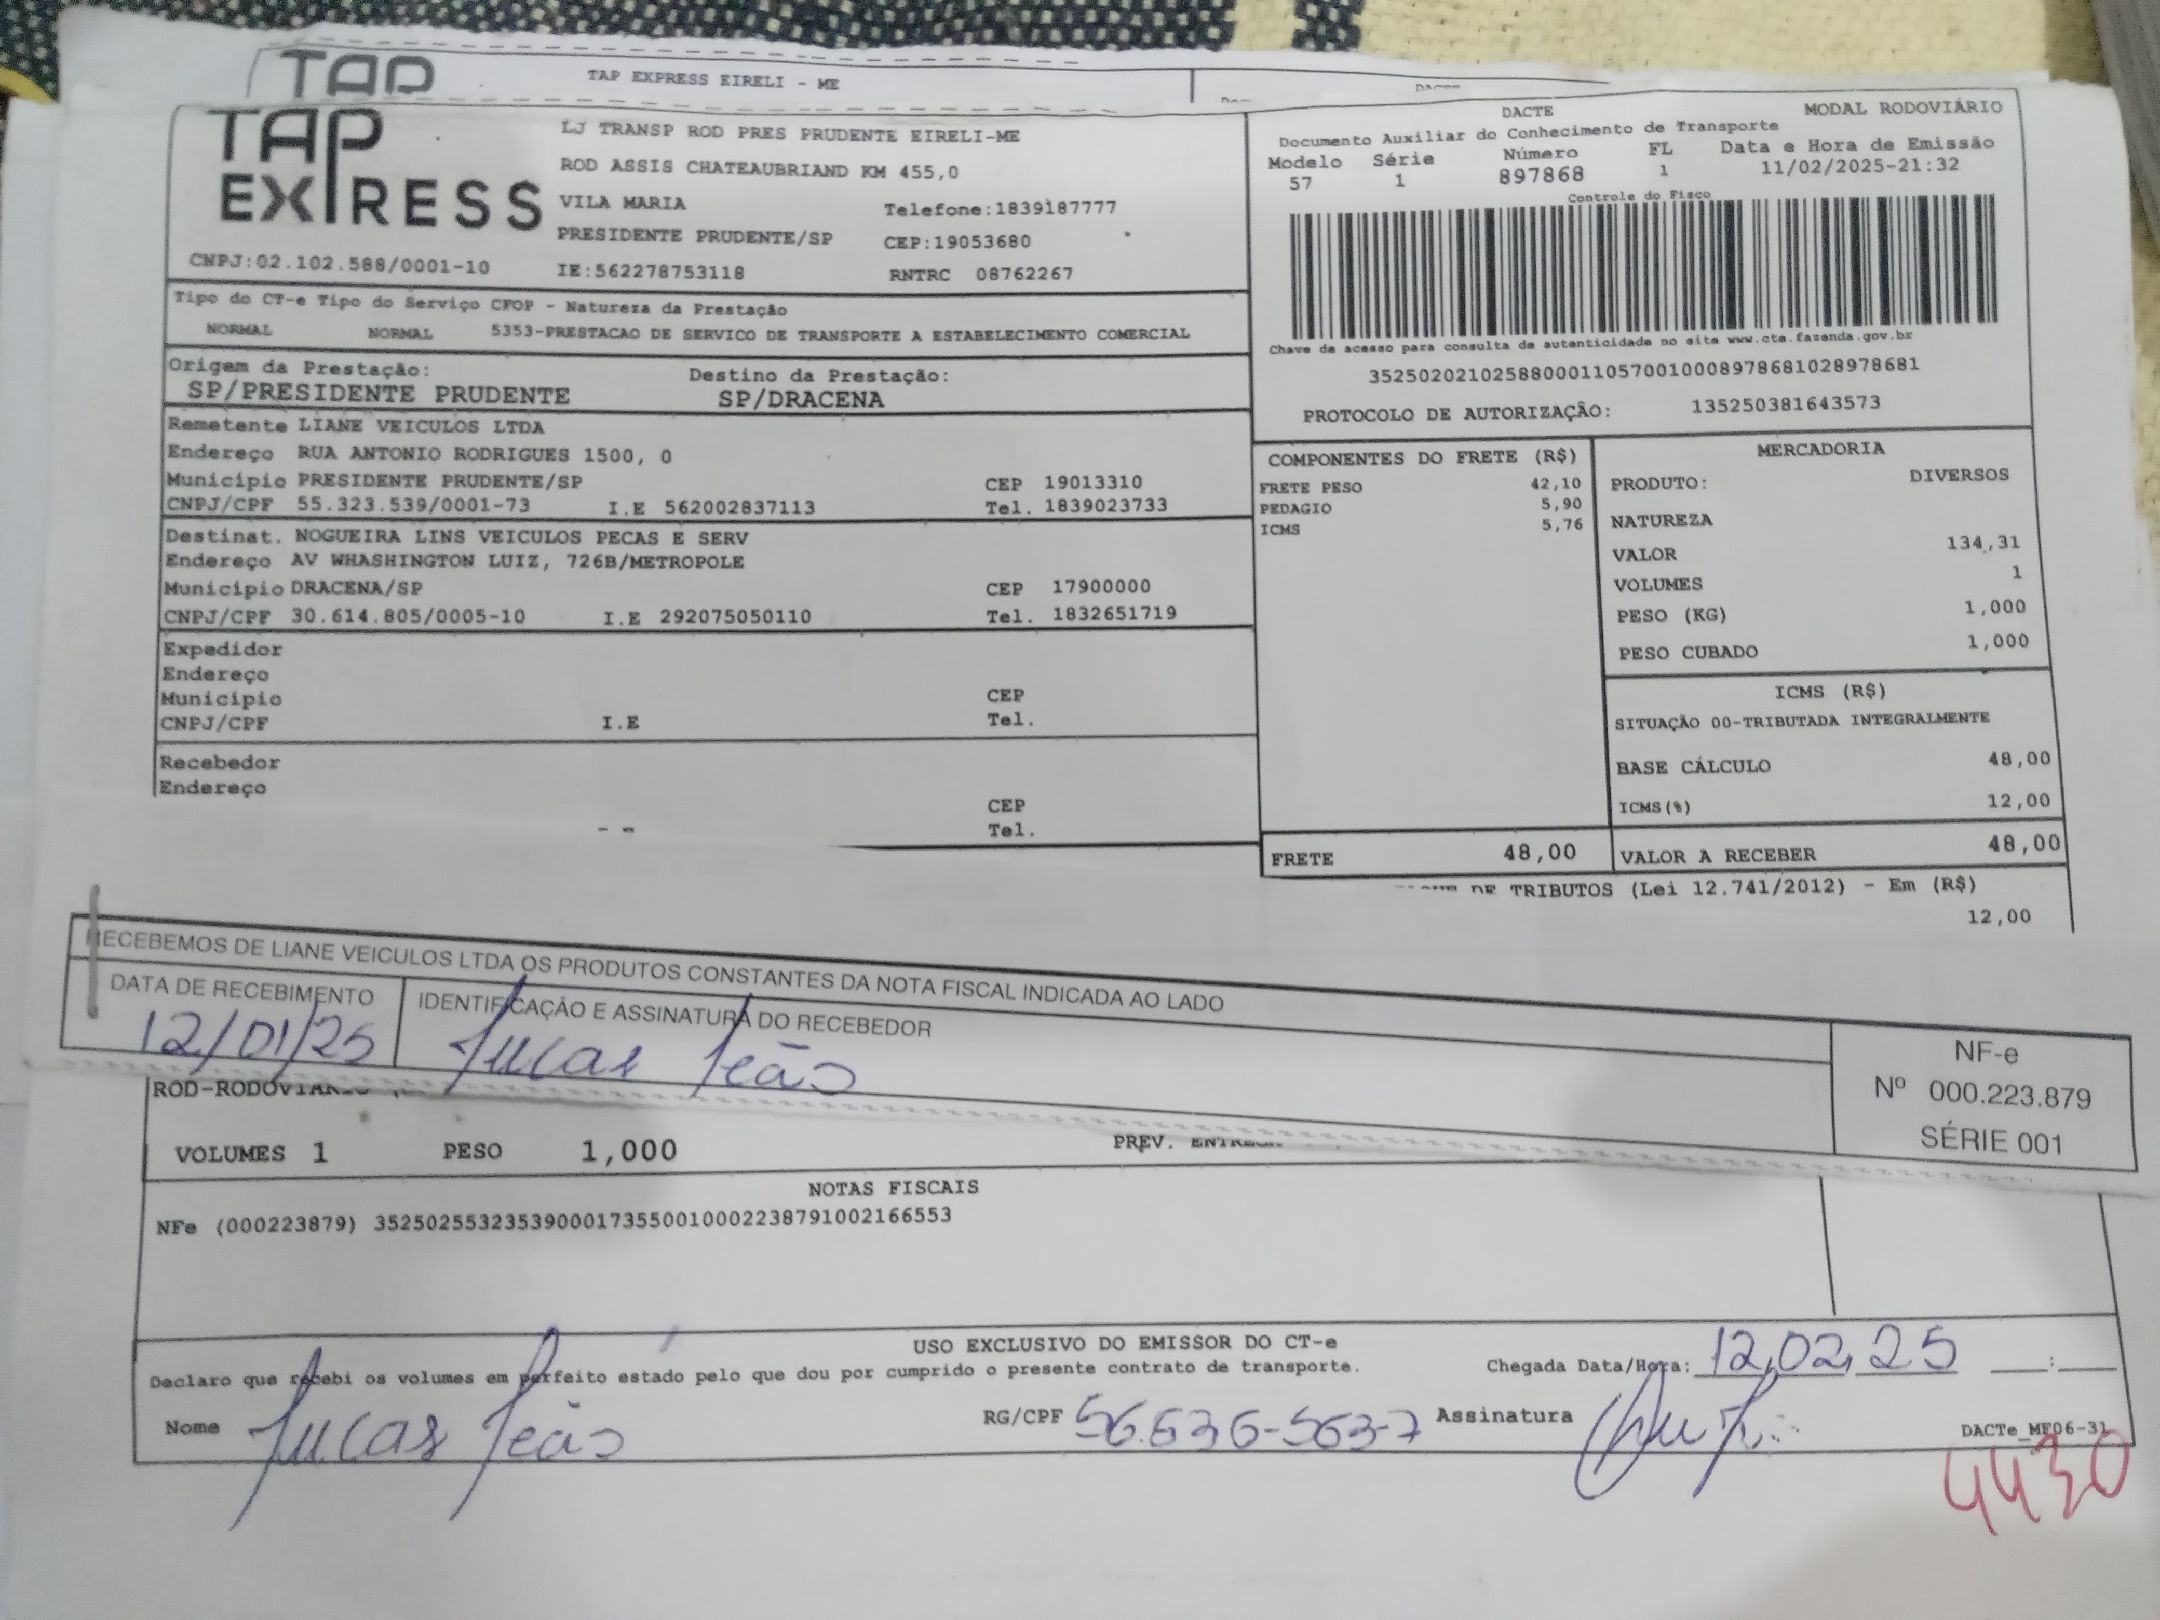 TAP
TAP EXPRESS EIRELI - ME
TAP
EXPRESS
LJ TRANSP ROD PRES PRUDENTE EIRELI-ME
ROD ASSIS CHATEAUBRIAND KM 455,0
VILA MARIA Telefone:1839187777
PRESIDENTE PRUDENTE/SP CEP:19053680
CNPJ:02.102.588/0001-10 IE:562278753118 RNTRC 08762267
DACTE MODAL RODOVIÁRIO
Documento Auxiliar do Conhecimento de Transporte
Modelo Série Número FL Data e Hora de Emissão
57 1 897868 1 11/02/2025-21:32
Controle do Fisco
Chave de acesso para consulta de autenticidade no site www.cte.fazenda.gov.br
35250202102588000110570010008978681028978681
PROTOCOLO DE AUTORIZAÇÃO: 135250381643573
Tipo do CT-e Tipo do Serviço CFOP - Natureza da Prestação
NORMAL NORMAL 5353-PRESTACAO DE SERVICO DE TRANSPORTE A ESTABELECIMENTO COMERCIAL
Origem da Prestação: Destino da Prestação:
SP/PRESIDENTE PRUDENTE SP/DRACENA
Remetente LIANE VEICULOS LTDA
Endereço RUA ANTONIO RODRIGUES 1500, 0
Município PRESIDENTE PRUDENTE/SP CEP 19013310
CNPJ/CPF 55.323.539/0001-73 I.E 562002837113 Tel. 1839023733
Destinat. NOGUEIRA LINS VEICULOS PECAS E SERV
Endereço AV WHASHINGTON LUIZ, 726B/METROPOLE
Município DRACENA/SP CEP 17900000
CNPJ/CPF 30.614.805/0005-10 I.E 292075050110 Tel. 1832651719
Expedidor
Endereço
Município CEP
CNPJ/CPF I.E Tel.
Recebedor
Endereço
CEP
Tel.
COMPONENTES DO FRETE (R$)
FRETE PESO 42,10
PEDAGIO 5,90
ICMS 5,76
MERCADORIA
PRODUTO: DIVERSOS
NATUREZA
VALOR 134,31
VOLUMES 1
PESO (KG) 1,000
PESO CUBADO 1,000
ICMS (R$)
SITUAÇÃO 00-TRIBUTADA INTEGRALMENTE
BASE CÁLCULO 48,00
ICMS(%) 12,00
FRETE 48,00 VALOR A RECEBER 48,00
DE TRIBUTOS (Lei 12.741/2012) - Em (R$)
12,00
RECEBEMOS DE LIANE VEICULOS LTDA OS PRODUTOS CONSTANTES DA NOTA FISCAL INDICADA AO LADO
DATA DE RECEBIMENTO IDENTIFICAÇÃO E ASSINATURA DO RECEBEDOR
12/01/25 Lucas Leão
NF-e
Nº 000.223.879
SÉRIE 001
ROD-RODOVIARIO
VOLUMES 1 PESO 1,000 PREV. ENTREGA
NOTAS FISCAIS
NFe (000223879) 35250255323539000173550010002238791002166553
USO EXCLUSIVO DO EMISSOR DO CT-e
Declaro que recebi os volumes em perfeito estado pelo que dou por cumprido o presente contrato de transporte. Chegada Data/Hora: 12,02,25 __:__
Nome Lucas Leão RG/CPF 56.636-563-7 Assinatura
DACTe_MF06-31
4430